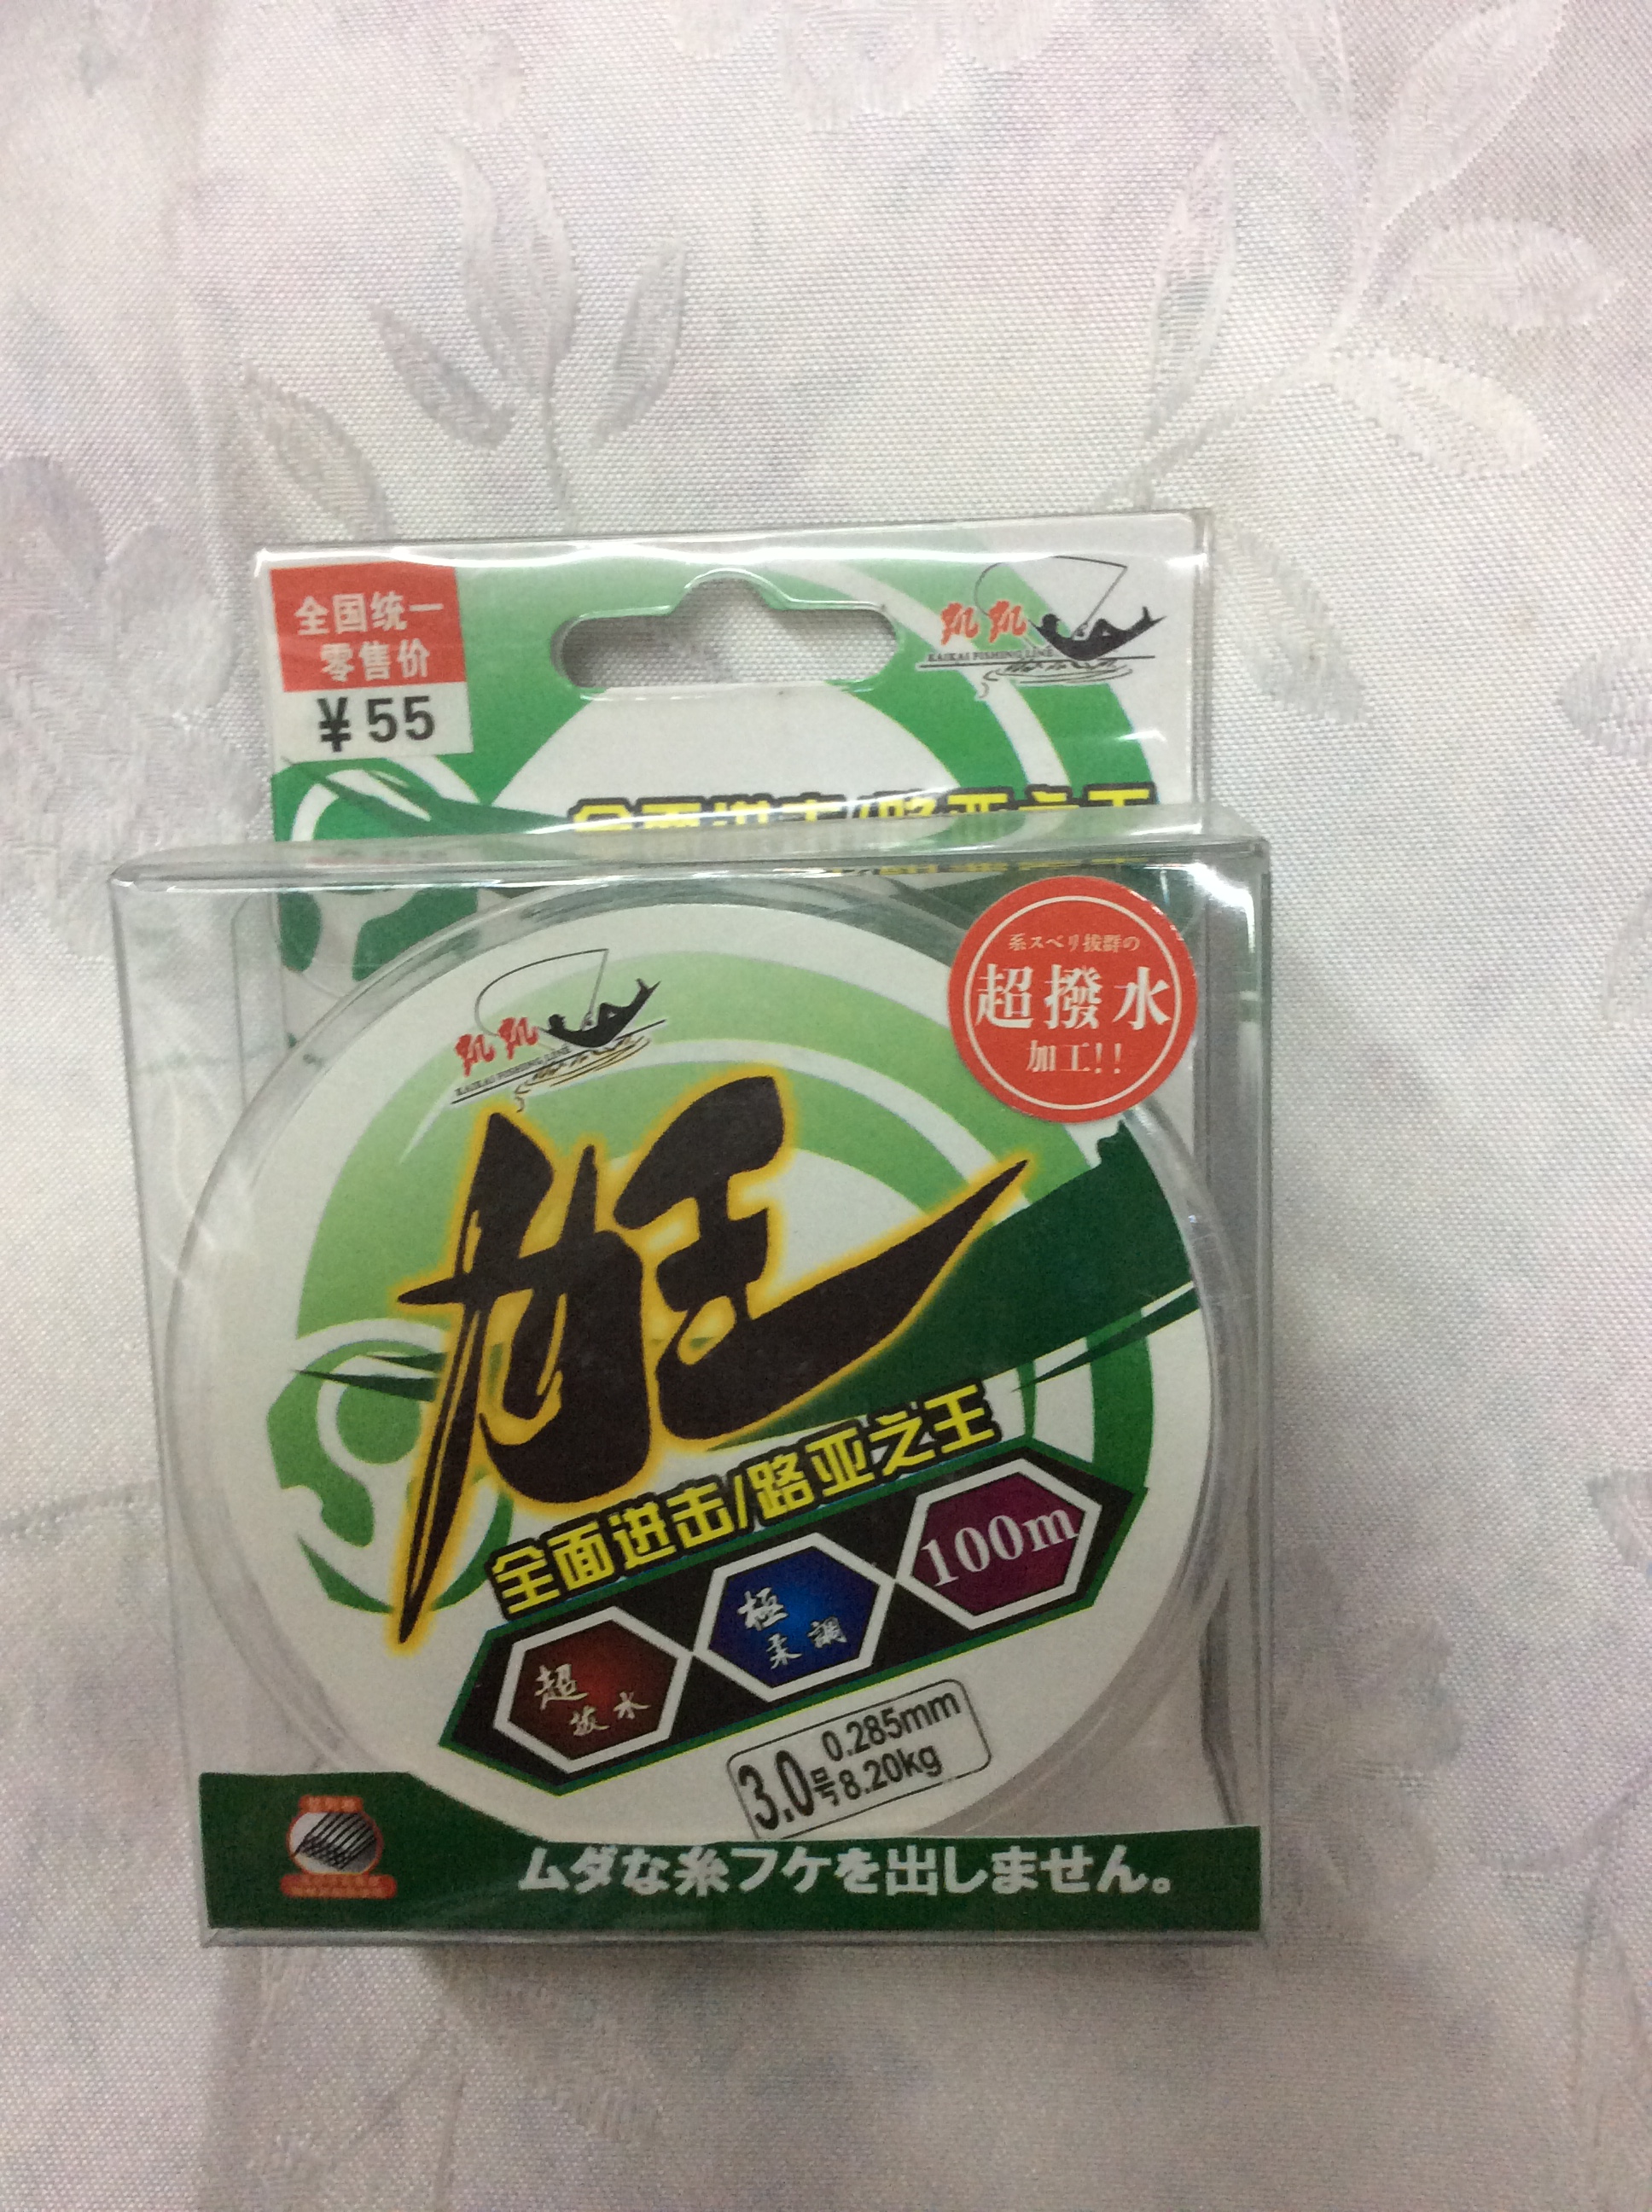 全国统一
零售价
¥55
凯凯
KAIKAI FISHING LINE
全面进击/路亚之王
糸スベリ抜群の
超撥水
加工!!
凯凯
KAIKAI FISHING LINE
全面进击/路亚之王
100m
極
柔調
超
拔水
3.0号
0.285mm
8.20kg
ムダな糸フケを出しません。